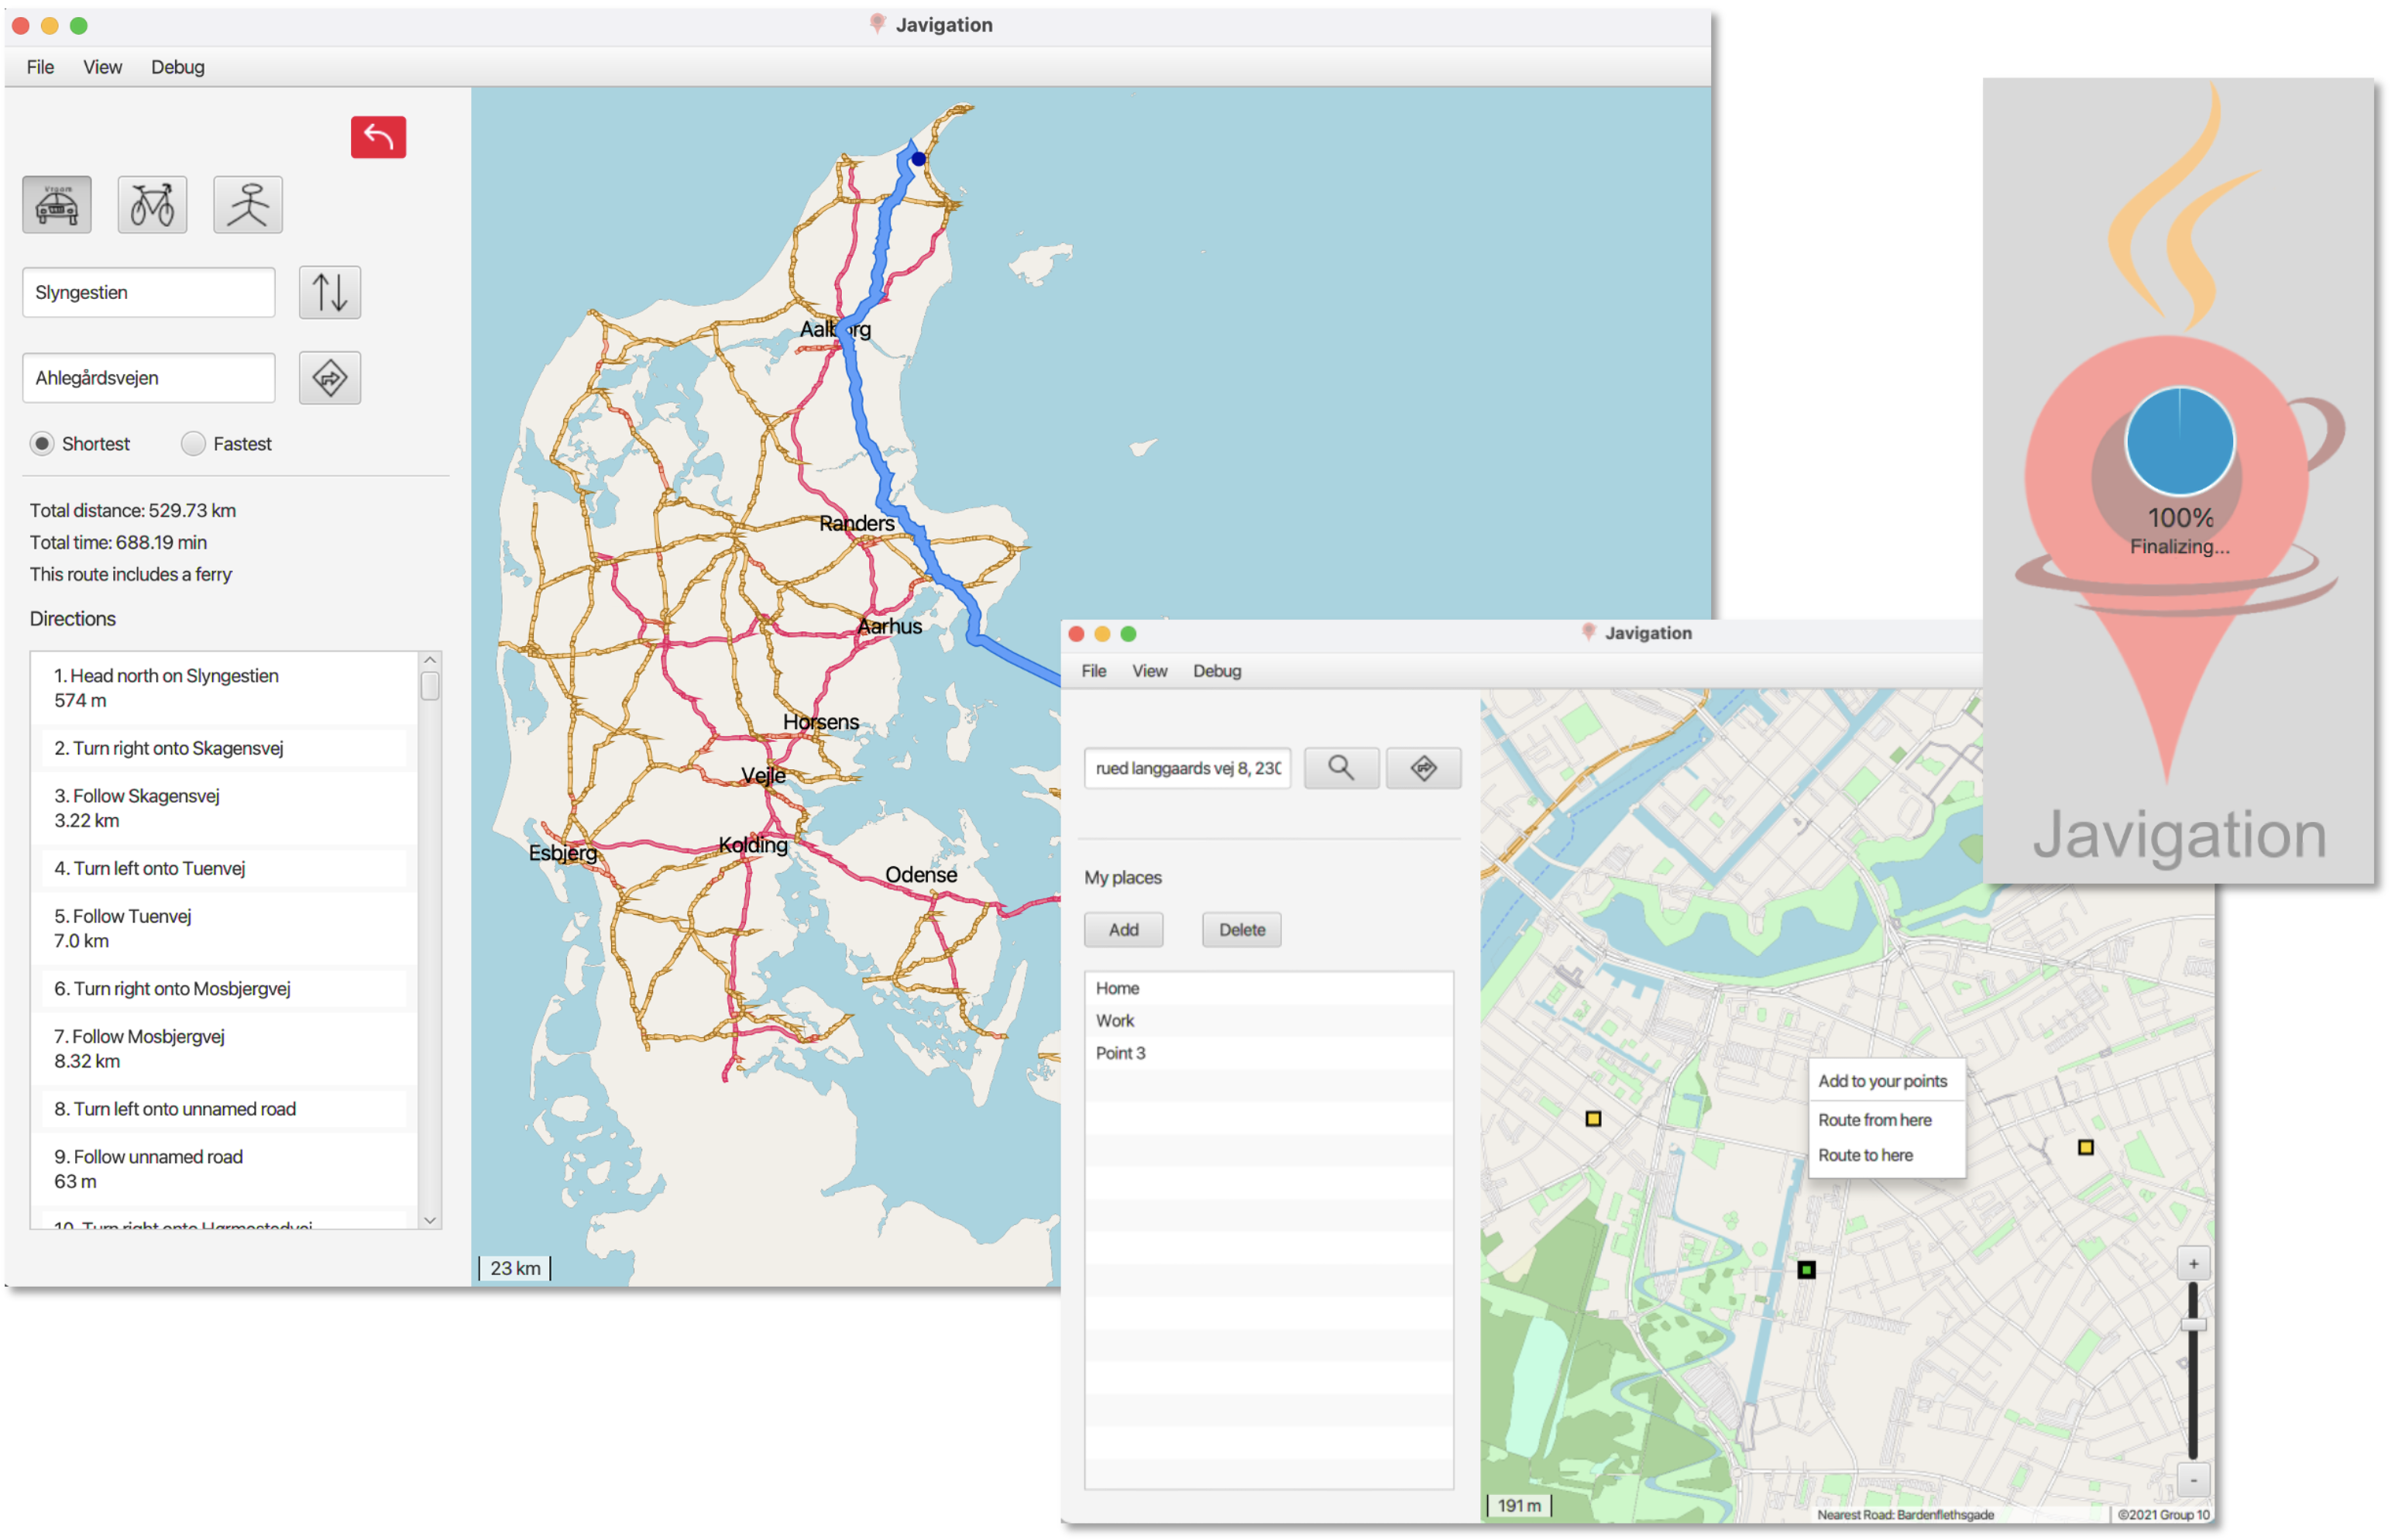 Javigation
File View Debug
Vroom
Slyngestien
Ahlegårdsvejen
Shortest Fastest
Total distance: 529.73 km
Total time: 688.19 min
This route includes a ferry
Directions
1. Head north on Slyngestien
574 m
2. Turn right onto Skagensvej
3. Follow Skagensvej
3.22 km
4. Turn left onto Tuenvej
5. Follow Tuenvej
7.0 km
6. Turn right onto Mosbjergvej
7. Follow Mosbjergvej
8.32 km
8. Turn left onto unnamed road
9. Follow unnamed road
63 m
10. Turn right onto Hørmestedvej
Aalborg
Randers
Aarhus
Horsens
Vejle
Kolding
Esbjerg
Odense
23 km
Javigation
File View Debug
rued langgaards vej 8, 230
My places
Add Delete
Home
Work
Point 3
Add to your points
Route from here
Route to here
+
-
191 m
Nearest Road: Bardenflethsgade
©2021 Group 10
100%
Finalizing...
Javigation